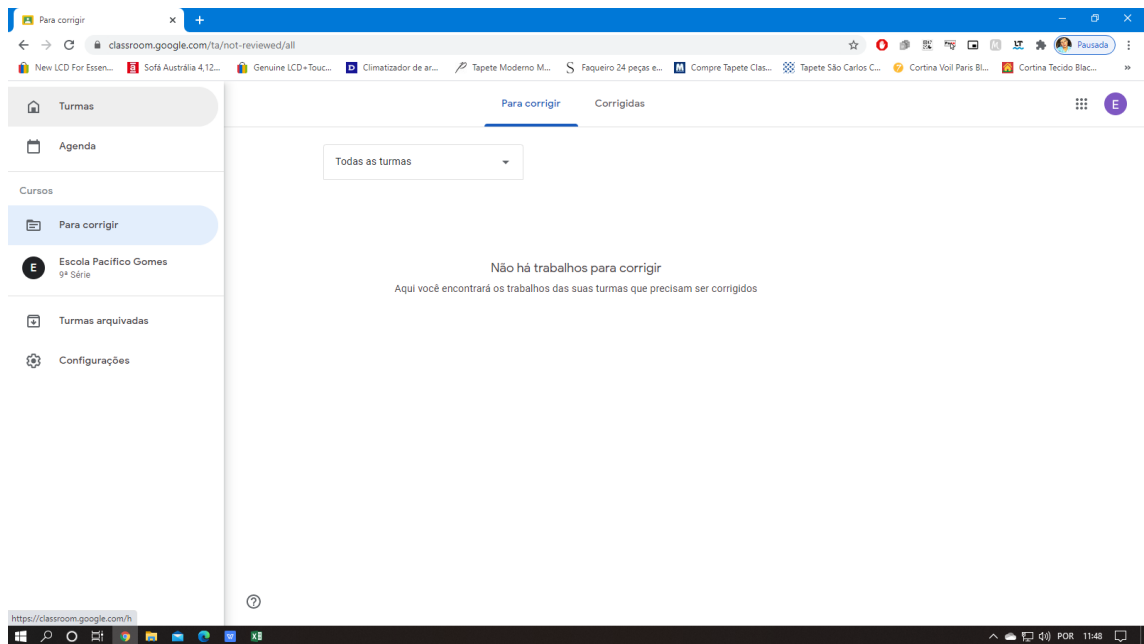 Para corrigir
classroom.google.com/ta/not-reviewed/all
Pausada
New LCD For Essen...
Sofá Austrália 4,12...
Genuine LCD+Touc...
Climatizador de ar...
Tapete Moderno M...
Faqueiro 24 peças e...
Compre Tapete Clas...
Tapete São Carlos C...
Cortina Voil Paris Bl...
Cortina Tecido Blac...
Turmas
Agenda
Cursos
Para corrigir
E
Escola Pacífico Gomes
9ª Série
Turmas arquivadas
Configurações
Para corrigir
Corrigidas
E
Todas as turmas
Não há trabalhos para corrigir
Aqui você encontrará os trabalhos das suas turmas que precisam ser corrigidos
https://classroom.google.com/h
POR
11:48